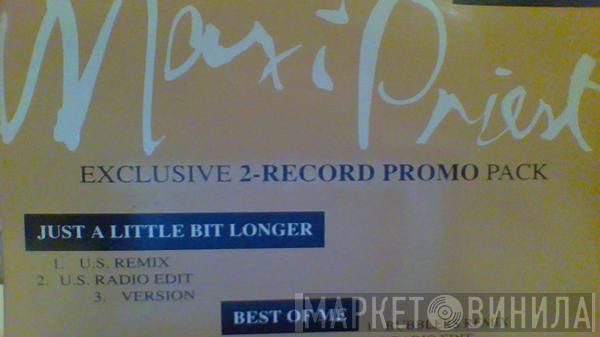 Maxi Priest
EXCLUSIVE 2-RECORD PROMO PACK
JUST A LITTLE BIT LONGER
1. U.S. REMIX
2. U.S. RADIO EDIT
3. VERSION
BEST OF ME
МАРКЕТ ВИНИЛА